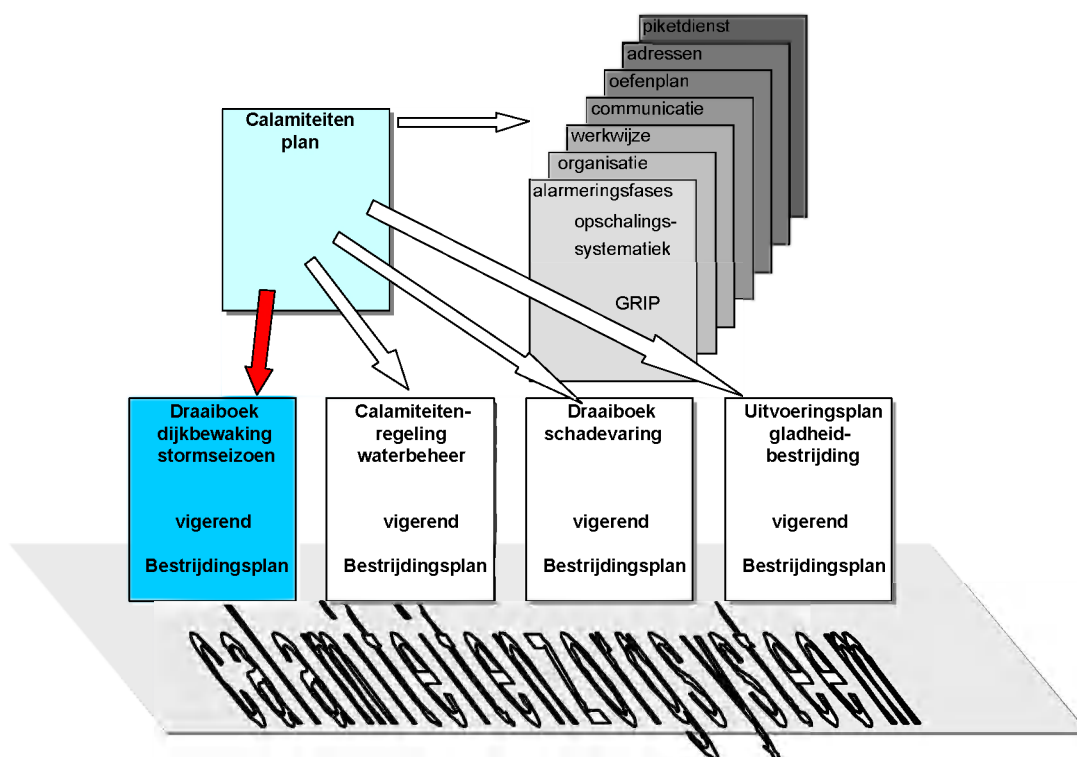 piketdienst
adressen
oefenplan
communicatie
werkwijze
organisatie
alarmeringsfases
opschalings-
systematiek
GRIP
Calamiteiten
plan
Draaiboek
dijkbewaking
stormseizoen
vigerend
Bestrijdingsplan
Calamiteiten-
regeling
waterbeheer
vigerend
Bestrijdingsplan
Draaiboek
schadevaring
vigerend
Bestrijdingsplan
Uitvoeringsplan
gladheid-
bestrijding
vigerend
Bestrijdingsplan
calamiteitenzorgsysteem